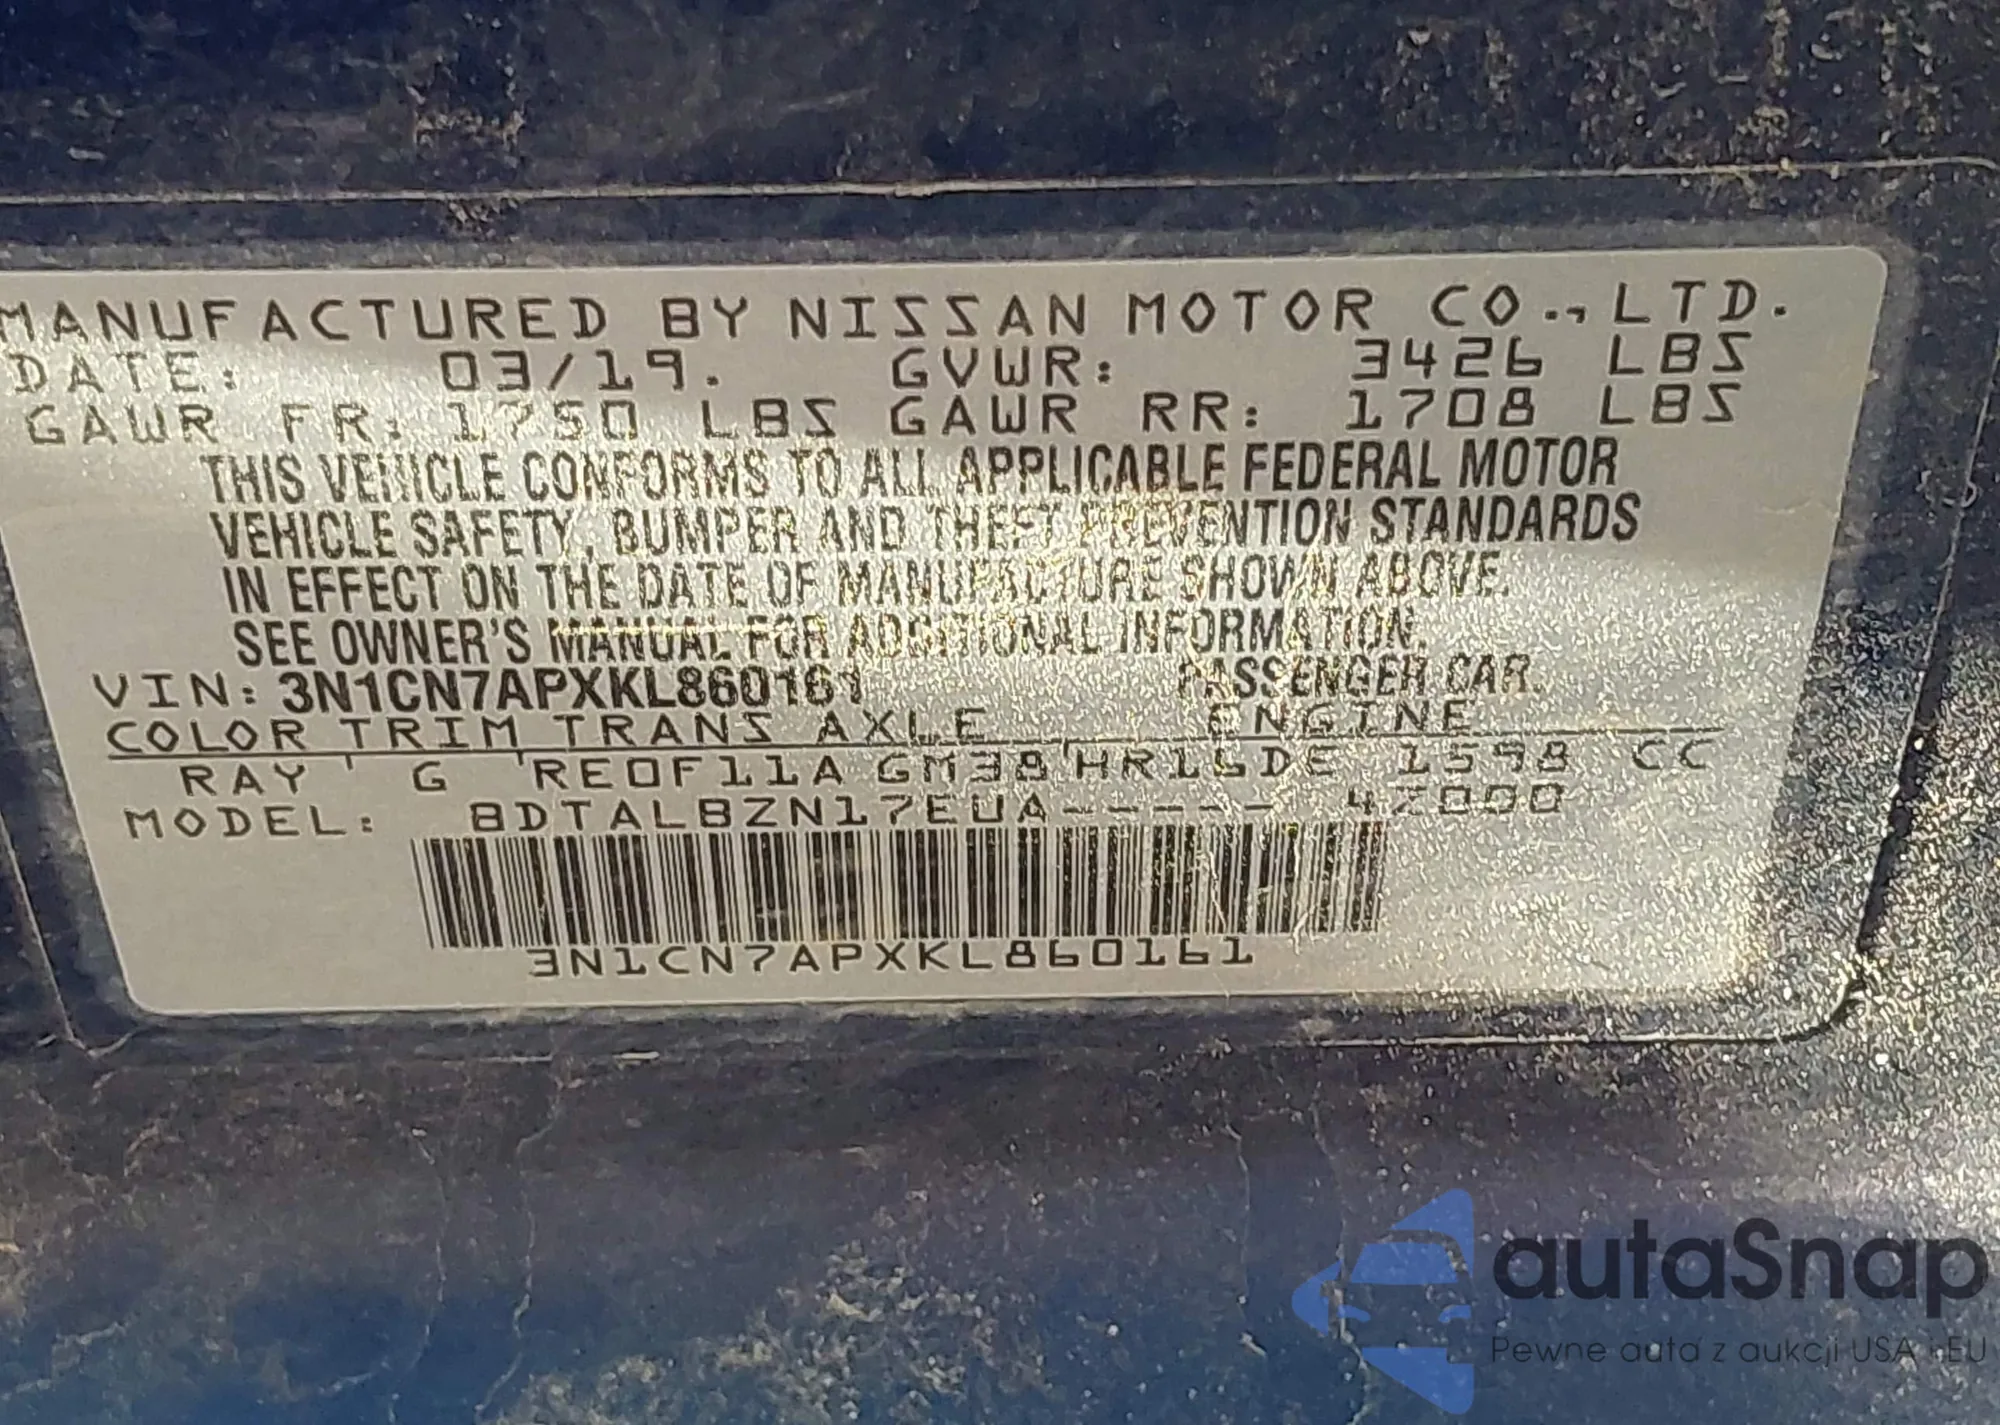 MANUFACTURED BY NISSAN MOTOR CO., LTD.
DATE: 03/19. GVWR: 3426 LBS
GAWR FR: 1750 LBS GAWR RR: 1708 LBS
THIS VEHICLE CONFORMS TO ALL APPLICABLE FEDERAL MOTOR
VEHICLE SAFETY, BUMPER AND THEFT PREVENTION STANDARDS
IN EFFECT ON THE DATE OF MANUFACTURE SHOWN ABOVE.
SEE OWNER'S MANUAL FOR ADDITIONAL INFORMATION.
VIN: 3N1CN7APXKL860161 PASSENGER CAR.
COLOR TRIM TRANS AXLE ENGINE
RAY G RE0F11A GM38 HR16DE 1598 CC
MODEL: BDTALBZN17EUA----- 4Z000
3N1CN7APXKL860161
autaSnap
Pewne auta z aukcji USA i EU